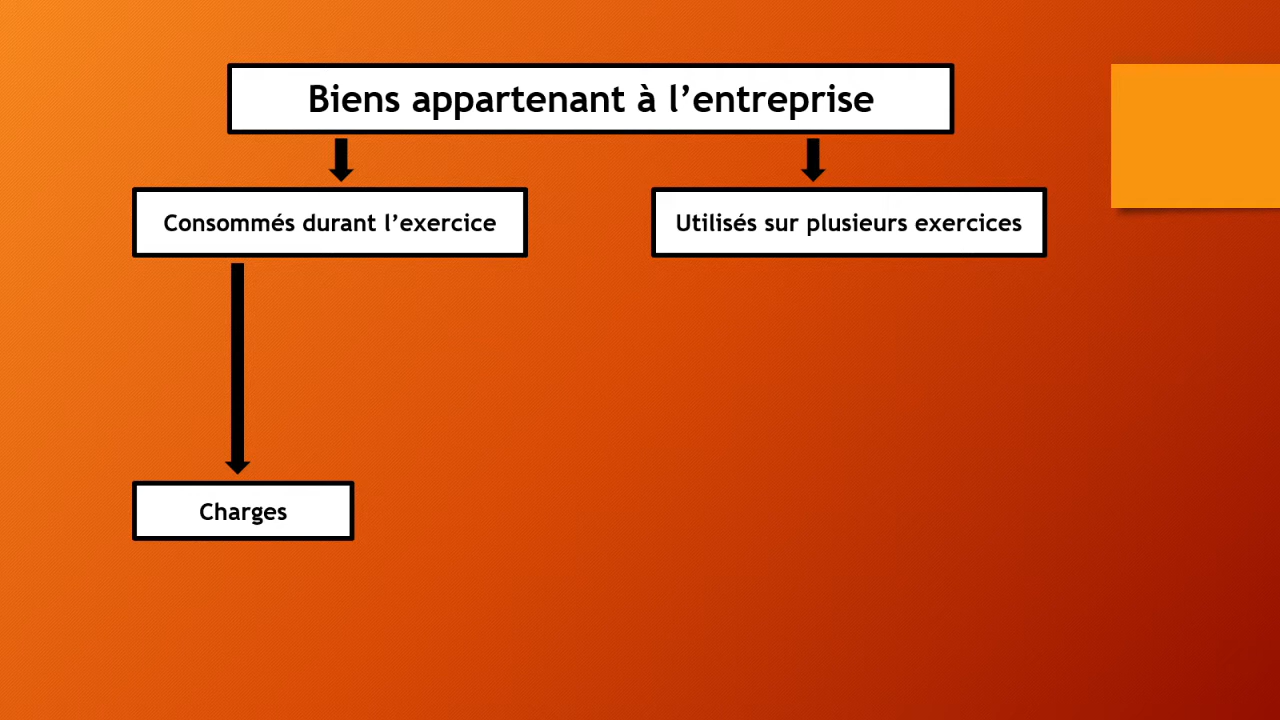 Biens appartenant à l’entreprise
Consommés durant l’exercice
Utilisés sur plusieurs exercices
Charges